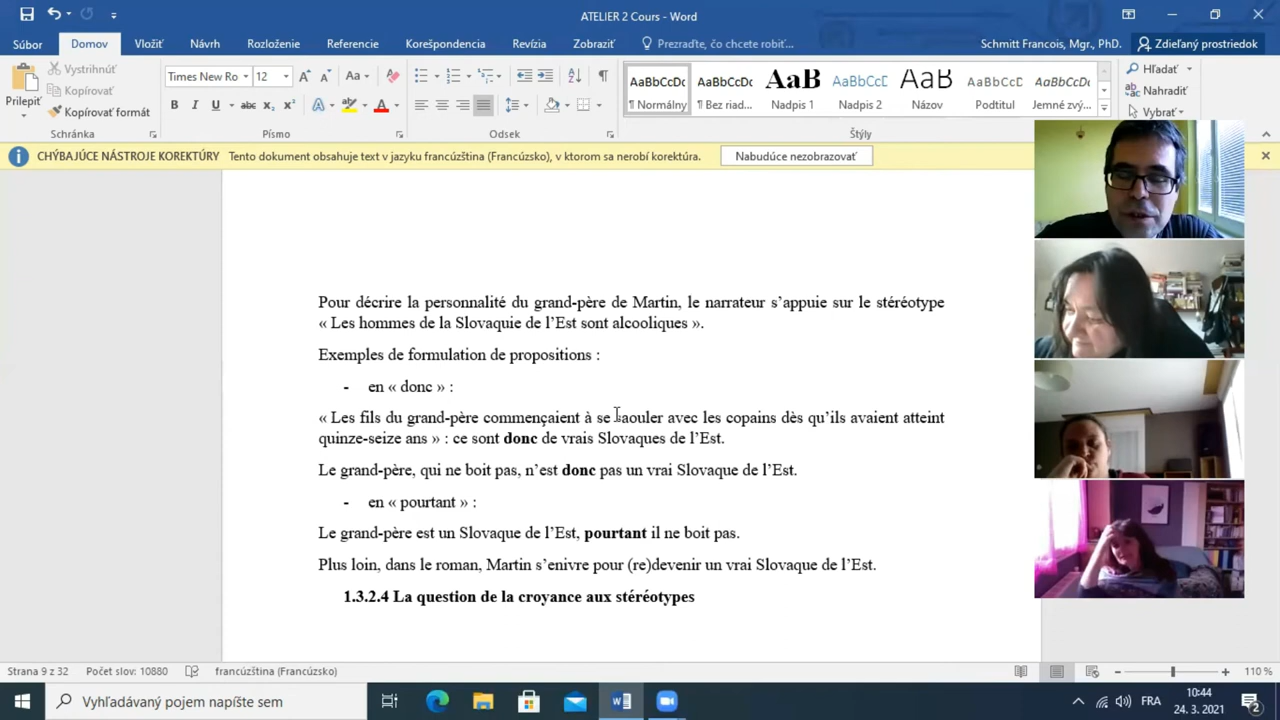 ATELIER 2 Cours - Word
Súbor Domov Vložiť Návrh Rozloženie Referencie Korešpondencia Revízia Zobraziť Prezraďte, čo chcete robiť... Schmitt Francois, Mgr., PhD. Zdieľaný prostriedok
Prilepiť
Vystrihnúť
Kopírovať
Kopírovať formát
Schránka
Times New Ro 12
Písmo
Odsek
AaBbCcDc AaBbCcDc AaB AaBbCcD AaB AaBbCcD AaBbCcDc
¶ Normálny ¶ Bez riad... Nadpis 1 Nadpis 2 Názov Podtitul Jemné zvý...
Štýly
Hľadať
Nahradiť
Vybrať
CHÝBAJÚCE NÁSTROJE KOREKTÚRY Tento dokument obsahuje text v jazyku francúzština (Francúzsko), v ktorom sa nerobí korektúra. Nabudúce nezobrazovať
Pour décrire la personnalité du grand-père de Martin, le narrateur s’appuie sur le stéréotype
« Les hommes de la Slovaquie de l’Est sont alcooliques ».
Exemples de formulation de propositions :
- en « donc » :
« Les fils du grand-père commençaient à se saouler avec les copains dès qu’ils avaient atteint
quinze-seize ans » : ce sont donc de vrais Slovaques de l’Est.
Le grand-père, qui ne boit pas, n’est donc pas un vrai Slovaque de l’Est.
- en « pourtant » :
Le grand-père est un Slovaque de l’Est, pourtant il ne boit pas.
Plus loin, dans le roman, Martin s’enivre pour (re)devenir un vrai Slovaque de l’Est.
1.3.2.4 La question de la croyance aux stéréotypes
Strana 9 z 32 Počet slov: 10880 francúzština (Francúzsko) 110 %
Vyhľadávaný pojem napíšte sem
FRA
10:44
24. 3. 2021
2